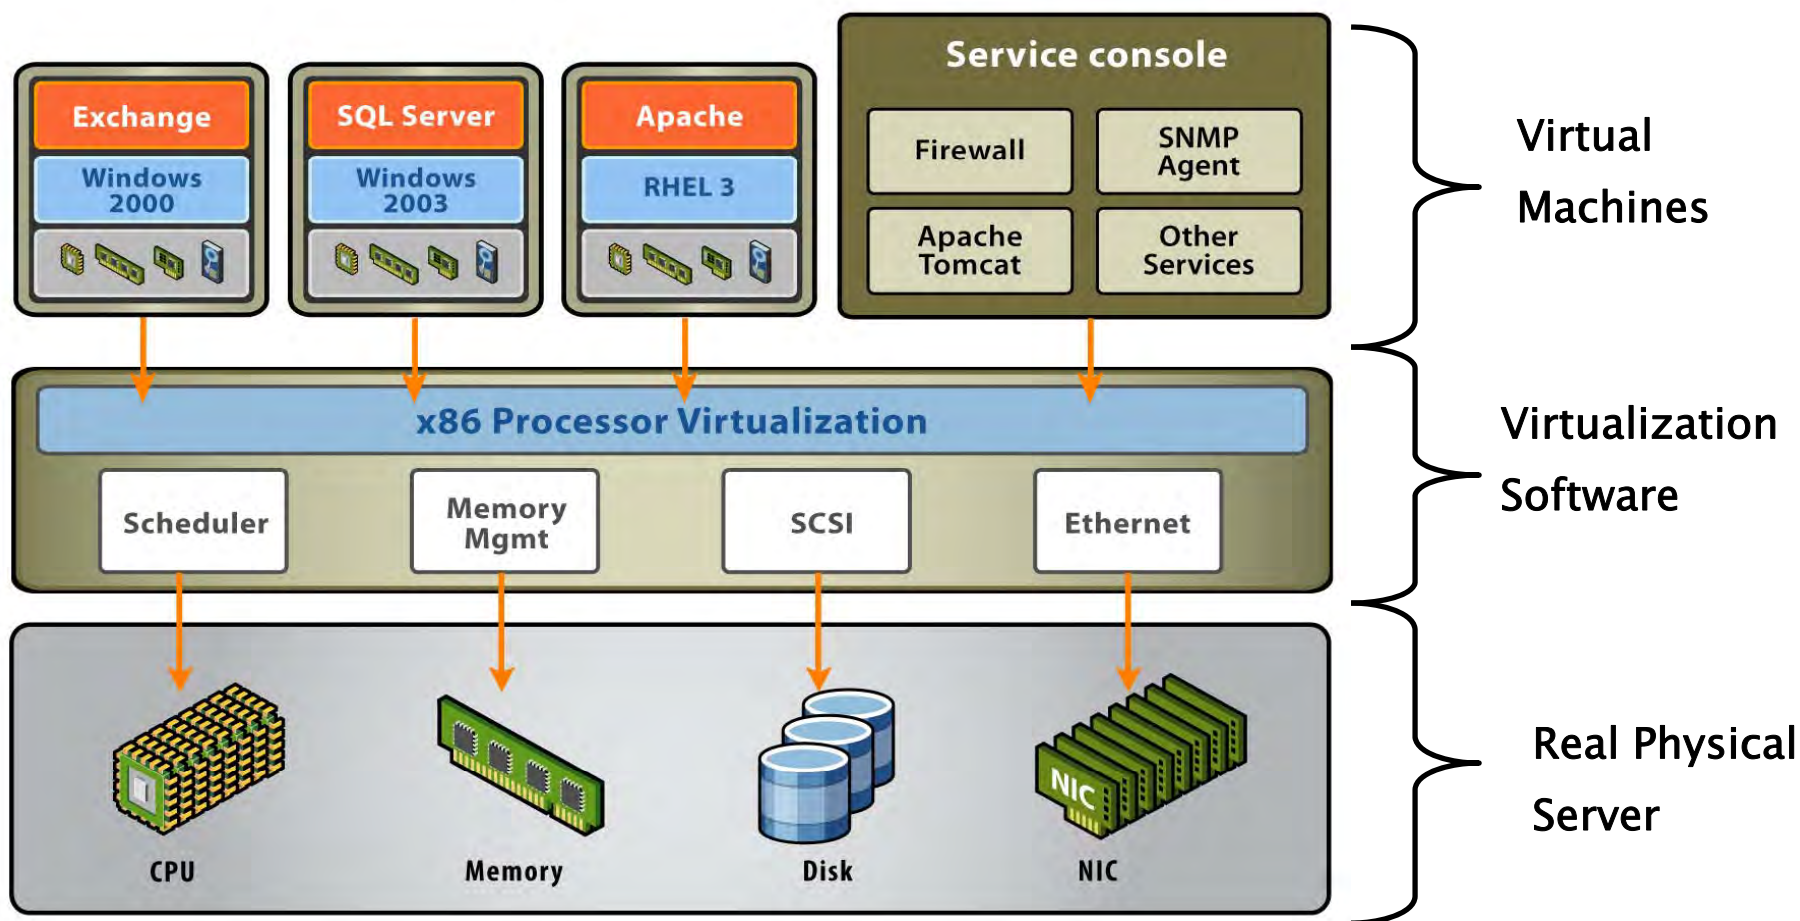 Service console
Exchange
SQL Server
Apache
Firewall
SNMP
Agent
Windows
2000
Windows
2003
RHEL 3
Apache
Tomcat
Other
Services
Virtual
Machines
x86 Processor Virtualization
Scheduler
Memory
Mgmt
SCSI
Ethernet
Virtualization
Software
NIC
CPU
Memory
Disk
NIC
Real Physical
Server